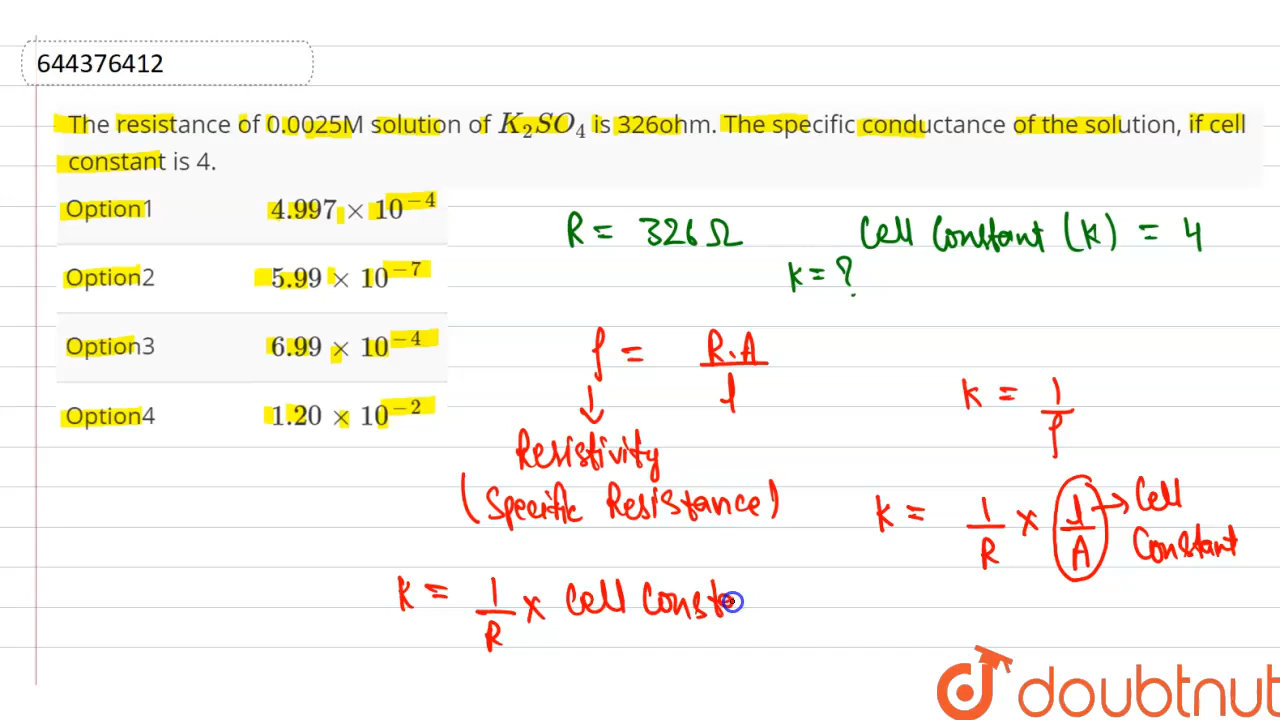 644376412
The resistance of 0.0025M solution of K₂SO₄ is 326ohm. The specific conductance of the solution, if cell
constant is 4.
Option1 4.997 × 10⁻⁴
Option2 5.99 × 10⁻⁷
Option3 6.99 × 10⁻⁴
Option4 1.20 × 10⁻²
R = 326Ω
Cell Constant (K) = 4
K = ?
ρ = R.A / l
Resistivity
(Specific Resistance)
K = 1 / ρ
K = 1 / R × l / A → Cell
Constant
K = 1 / R × Cell Consta
doubtnut